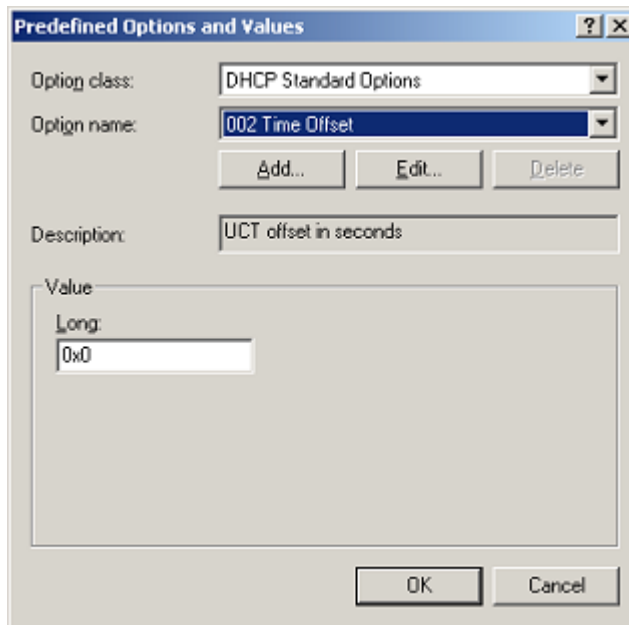 Predefined Options and Values
Option class: DHCP Standard Options
Option name: 002 Time Offset
Add... Edit... Delete
Description: UCT offset in seconds
Value
Long:
0x0
OK Cancel